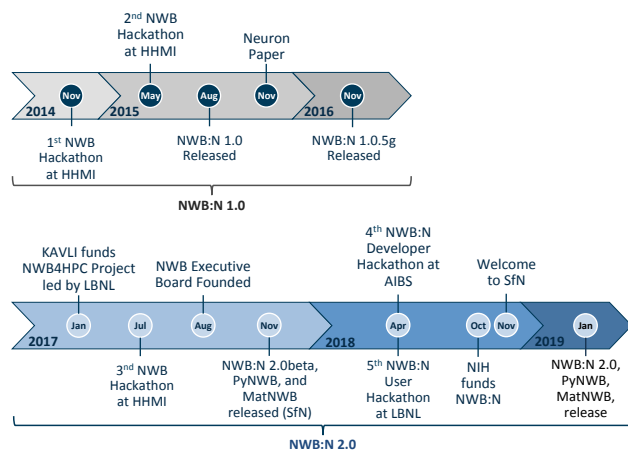 2nd NWB
Hackathon
at HHMI
Neuron
Paper
Nov
May
Aug
Nov
Nov
2014
2015
2016
1st NWB
Hackathon
at HHMI
NWB:N 1.0
Released
NWB:N 1.0.5g
Released
NWB:N 1.0
KAVLI funds
NWB4HPC Project
led by LBNL
NWB Executive
Board Founded
4th NWB:N
Developer
Hackathon at
AIBS
Welcome
to SfN
Jan
Jul
Aug
Nov
Apr
Oct
Nov
Jan
2017
2018
2019
3nd NWB
Hackathon
at HHMI
NWB:N 2.0beta,
PyNWB, and
MatNWB
released (SfN)
5th NWB:N
User
Hackathon
at LBNL
NIH
funds
NWB:N
NWB:N 2.0,
PyNWB,
MatNWB,
release
NWB:N 2.0